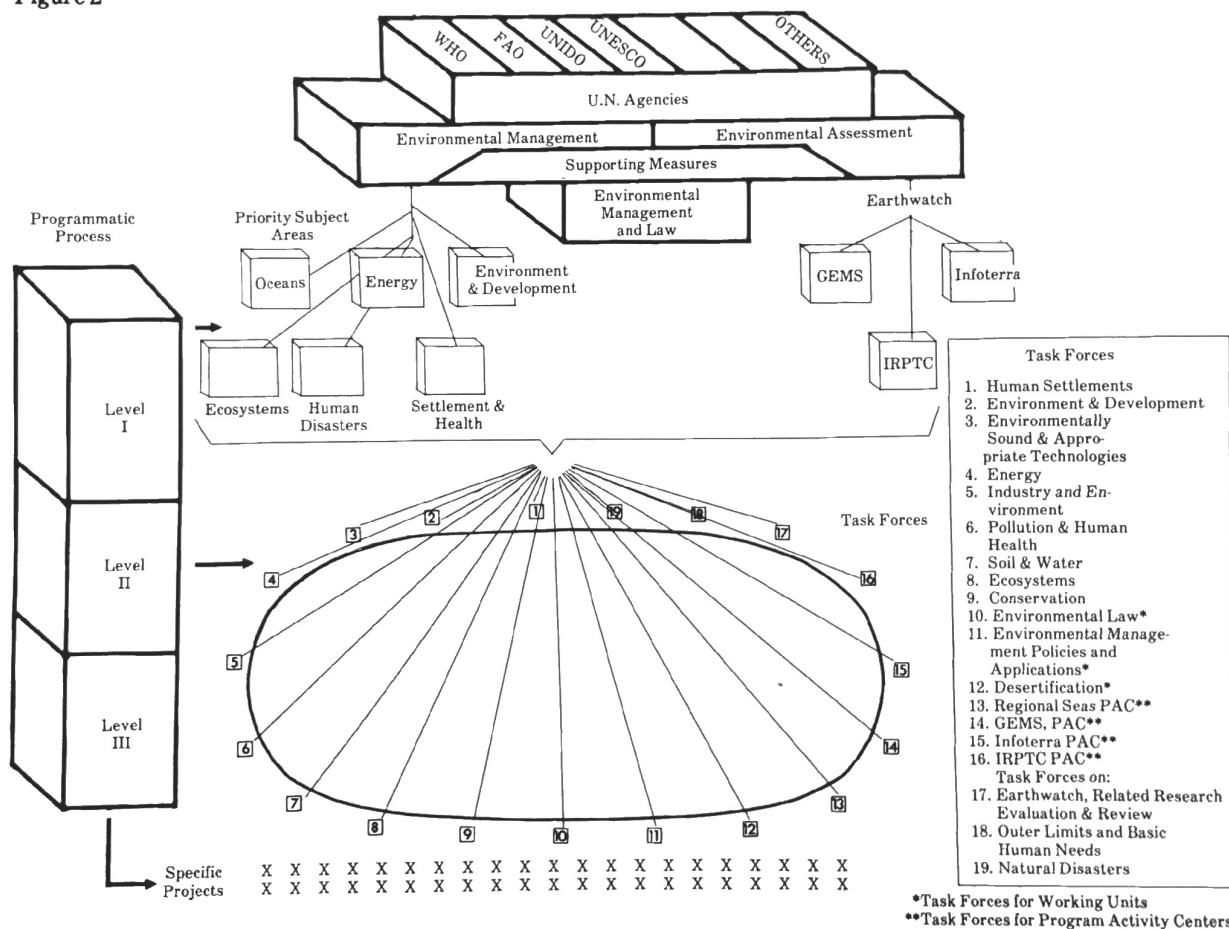 Figure 2
WHO
FAO
UNIDO
UNESCO
OTHERS
U.N. Agencies
Environmental Management
Environmental Assessment
Supporting Measures
Environmental
Management
and Law
Earthwatch
Programmatic
Process
Priority Subject
Areas
Oceans
Energy
Environment
& Development
GEMS
Infoterra
IRPTC
Ecosystems
Human
Disasters
Settlement &
Health
Level
I
Level
II
Level
III
Task Forces
1
2
3
4
5
6
7
8
9
10
11
12
13
14
15
16
17
18
19
Specific
Projects
X X X X X X X X X X X X X X X X X X X
X X X X X X X X X X X X X X X X X X X
Task Forces
1. Human Settlements
2. Environment & Development
3. Environmentally
Sound & Appro-
priate Technologies
4. Energy
5. Industry and En-
vironment
6. Pollution & Human
Health
7. Soil & Water
8. Ecosystems
9. Conservation
10. Environmental Law*
11. Environmental Manage-
ment Policies and
Applications*
12. Desertification*
13. Regional Seas PAC**
14. GEMS, PAC**
15. Infoterra PAC**
16. IRPTC PAC**
Task Forces on:
17. Earthwatch, Related Research
Evaluation & Review
18. Outer Limits and Basic
Human Needs
19. Natural Disasters
*Task Forces for Working Units
**Task Forces for Program Activity Centers